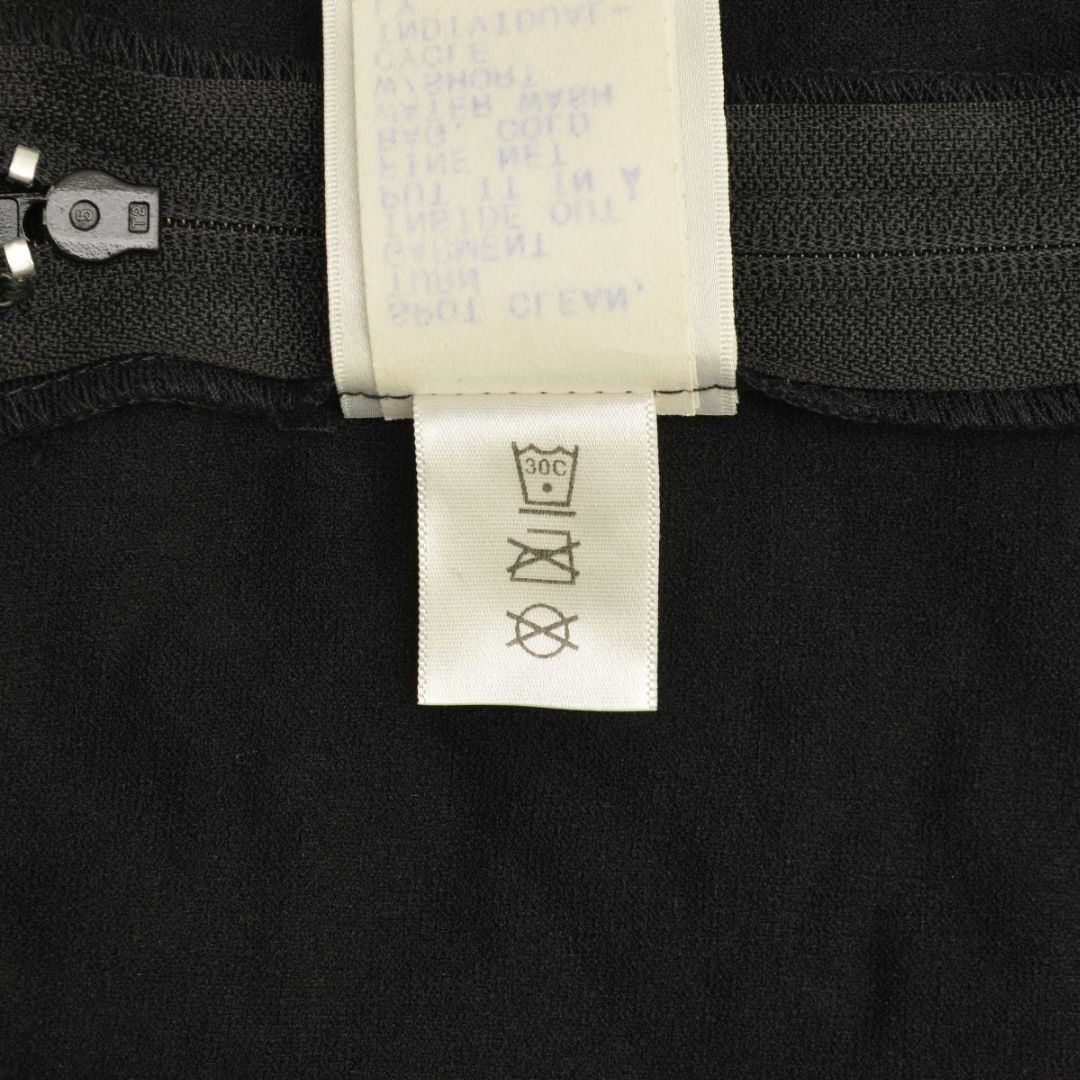 SPOT CLEAN,
TURN
GARMENT
INSIDE OUT &
PUT IT IN A
FINE NET
BAG, COLD
WATER WASH
W/SHORT
CYCLE
INDIVIDUAL-
LY
30C